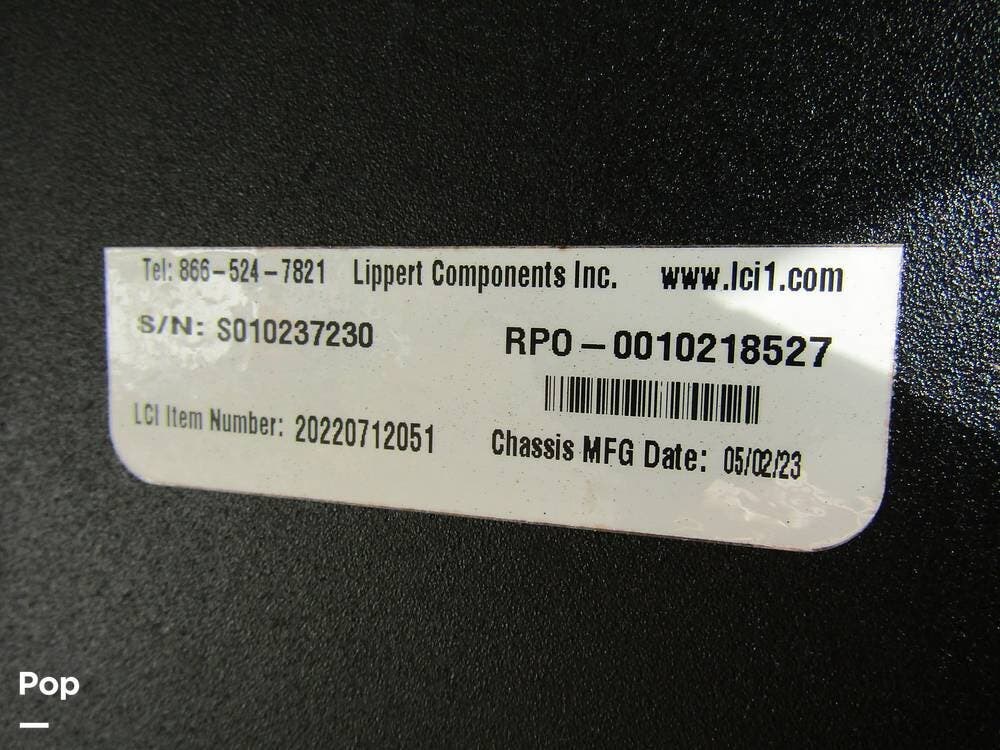 Tel: 866-524-7821 Lippert Components Inc. www.lci1.com
S/N: S010237230 RPO-0010218527
LCI Item Number: 20220712051 Chassis MFG Date: 05/02/23
Pop